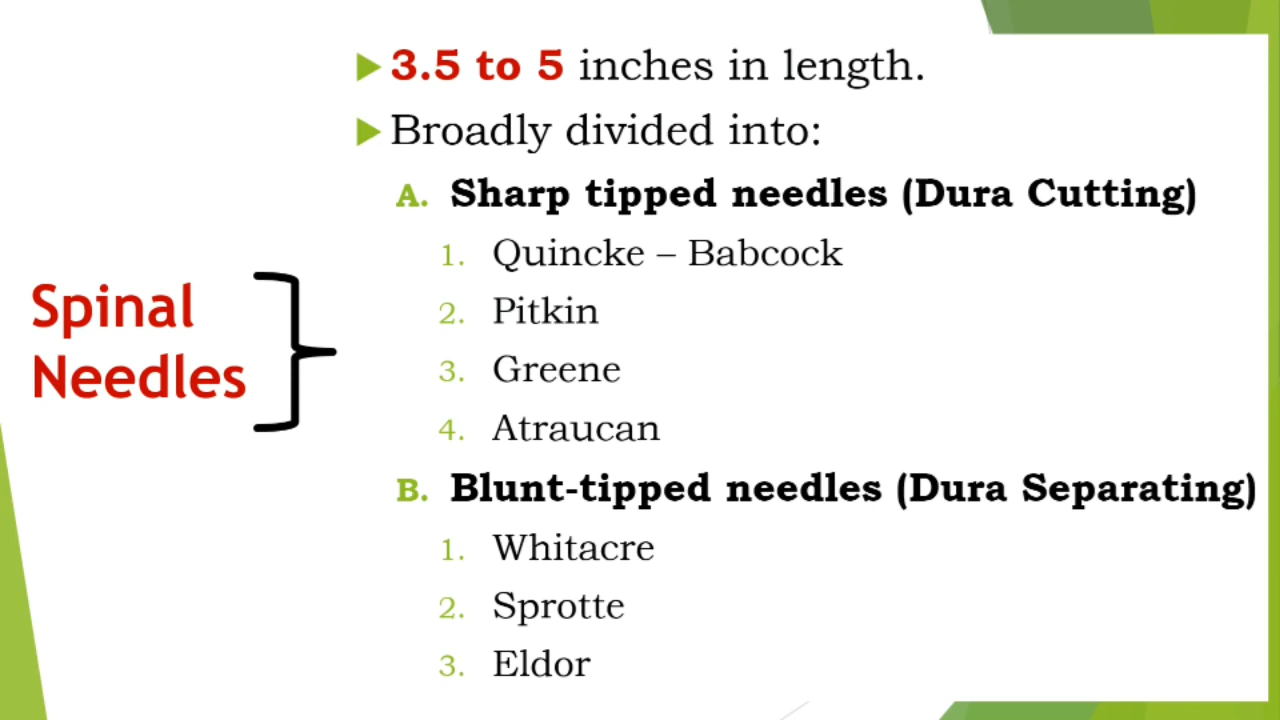 Spinal
Needles
3.5 to 5 inches in length.
Broadly divided into:
A. Sharp tipped needles (Dura Cutting)
1. Quincke – Babcock
2. Pitkin
3. Greene
4. Atraucan
B. Blunt-tipped needles (Dura Separating)
1. Whitacre
2. Sprotte
3. Eldor